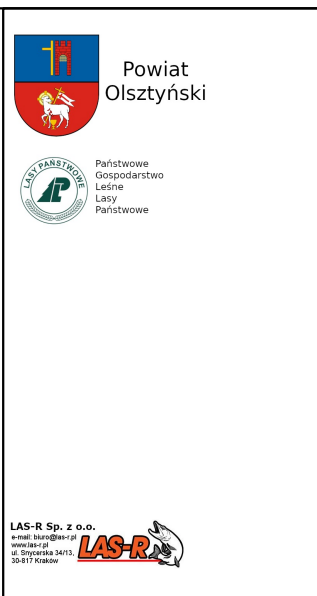 Powiat
Olsztyński
LASY PAŃSTWOWE
Państwowe
Gospodarstwo
Leśne
Lasy
Państwowe
LAS-R Sp. z o.o.
e-mail: biuro@las-r.pl
www.las-r.pl
ul. Snycerska 34/13,
30-817 Kraków
LAS-R